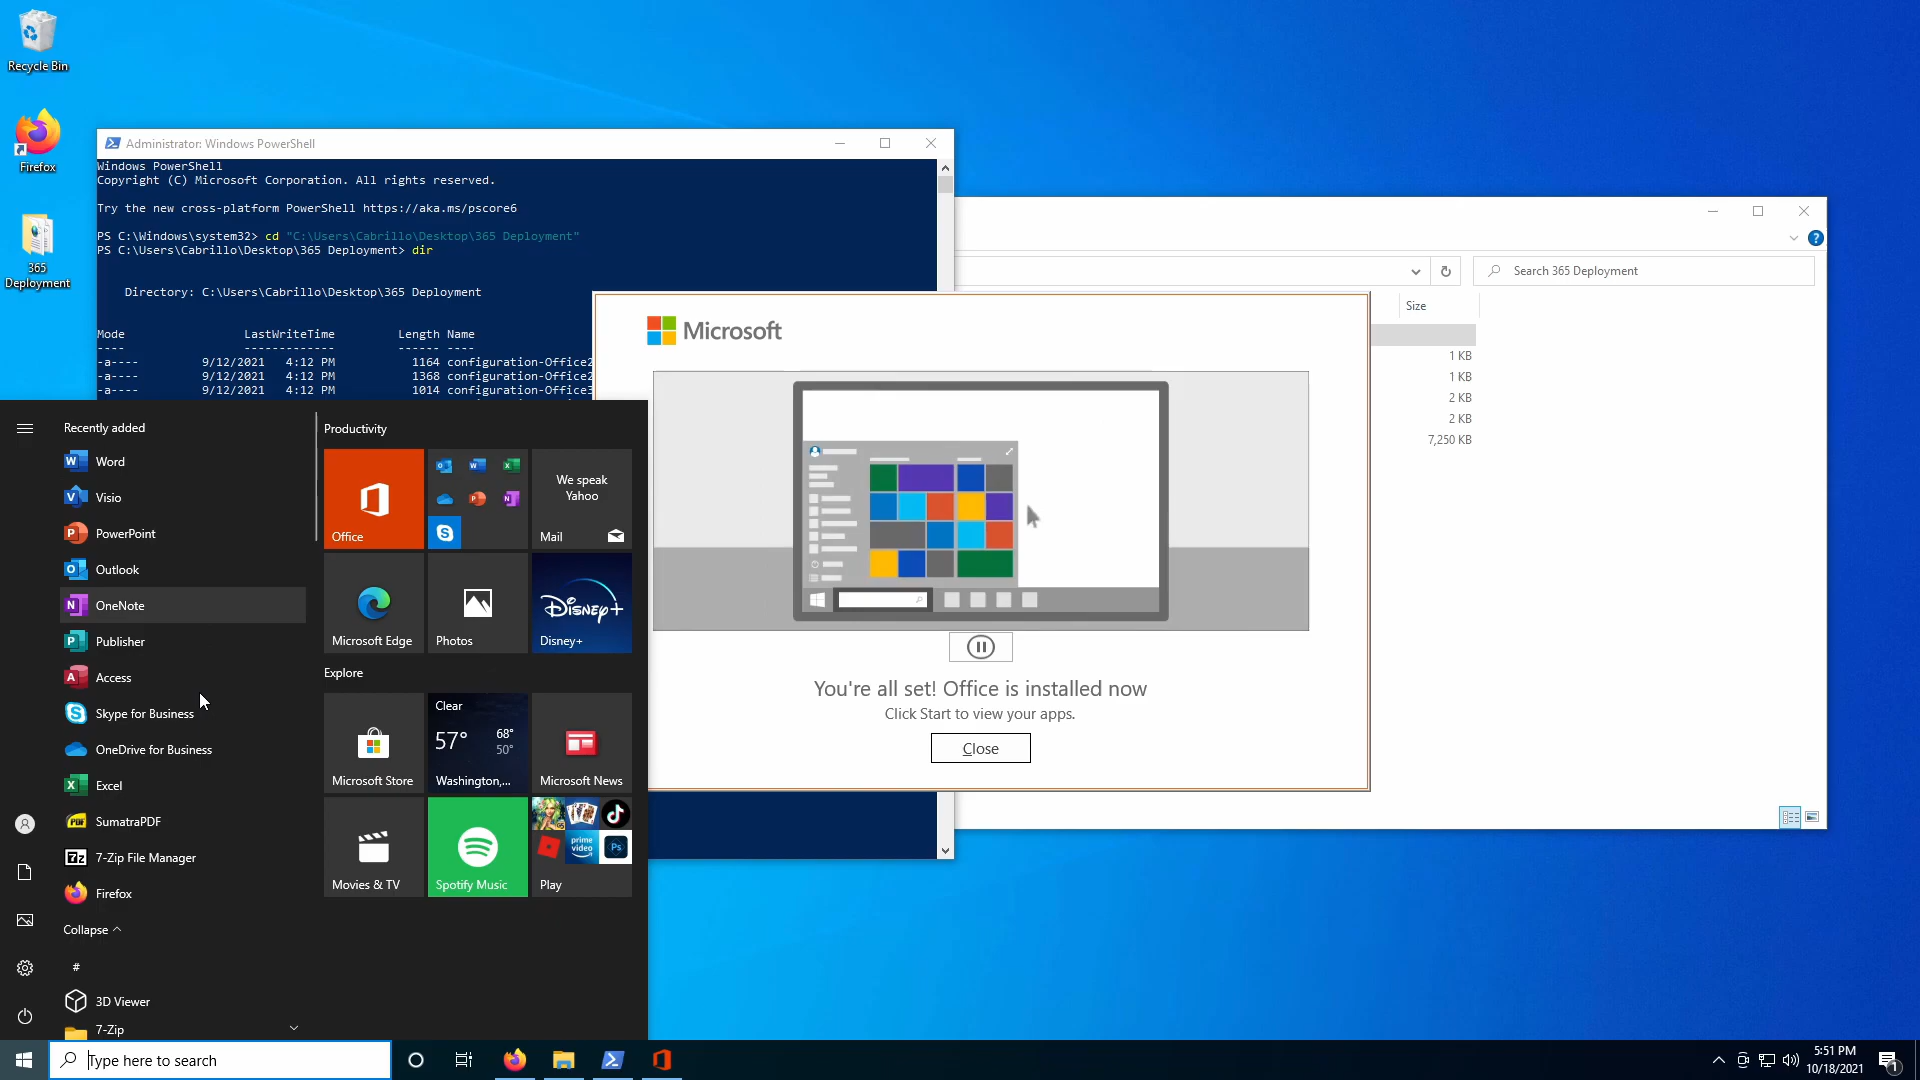 Recycle Bin
Firefox
365
Deployment
Administrator: Windows PowerShell
Windows PowerShell
Copyright (C) Microsoft Corporation. All rights reserved.
Try the new cross-platform PowerShell https://aka.ms/pscore6
PS C:\Windows\system32> cd "C:\Users\Cabrillo\Desktop\365 Deployment"
PS C:\Users\Cabrillo\Desktop\365 Deployment> dir
Directory: C:\Users\Cabrillo\Desktop\365 Deployment
Mode LastWriteTime Length Name
---- ------------- ------ ----
-a---- 9/12/2021 4:12 PM 1164 configuration-Office2
-a---- 9/12/2021 4:12 PM 1368 configuration-Office2
-a---- 9/12/2021 4:12 PM 1014 configuration-Office3
Search 365 Deployment
Size
1 KB
1 KB
2 KB
2 KB
7,250 KB
Microsoft
You're all set! Office is installed now
Click Start to view your apps.
Close
Recently added
Word
Visio
PowerPoint
Outlook
OneNote
Publisher
Access
Skype for Business
OneDrive for Business
Excel
SumatraPDF
7-Zip File Manager
Firefox
Collapse
#
3D Viewer
7-Zip
Productivity
Office
We speak
Yahoo
Mail
Microsoft Edge
Photos
Disney+
Disney+
Explore
Microsoft Store
Clear
57° 68°
50°
Washington,...
Microsoft News
Movies & TV
Spotify Music
prime
video
Ps
Play
Type here to search
5:51 PM
10/18/2021
1